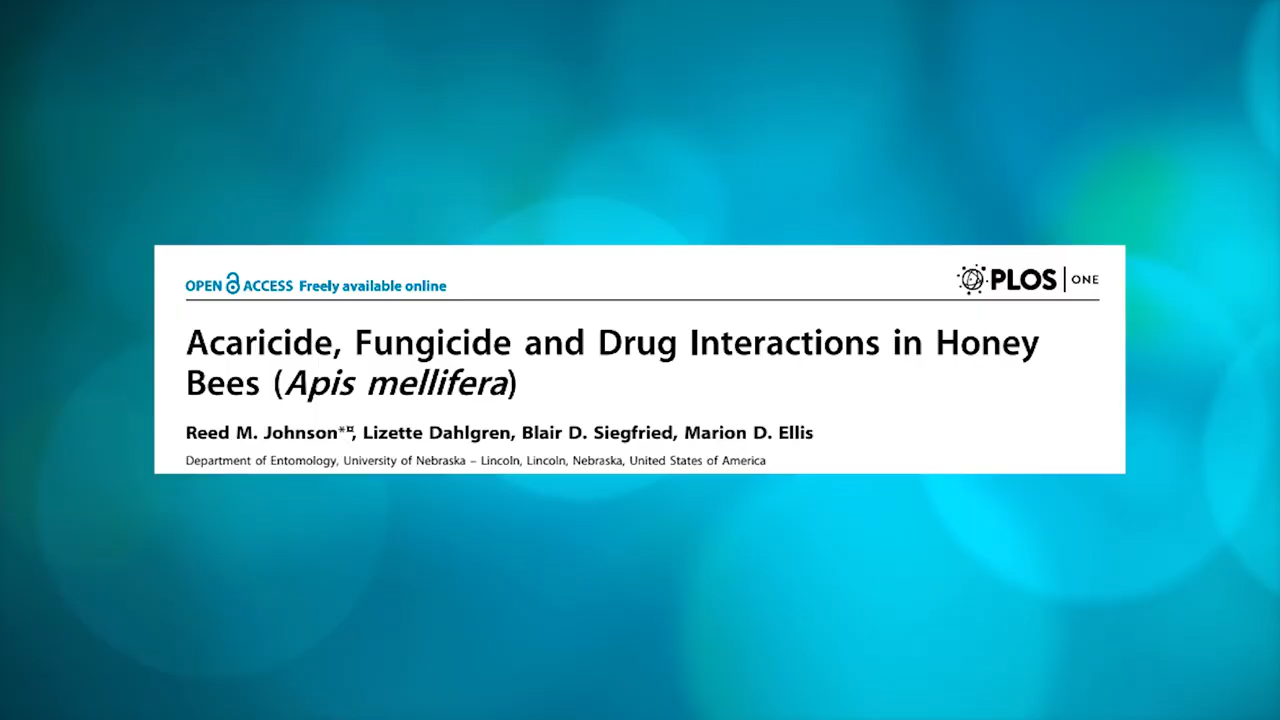 OPEN ACCESS Freely available online
PLOS | ONE
Acaricide, Fungicide and Drug Interactions in Honey
Bees (Apis mellifera)
Reed M. Johnson*¤, Lizette Dahlgren, Blair D. Siegfried, Marion D. Ellis
Department of Entomology, University of Nebraska – Lincoln, Lincoln, Nebraska, United States of America